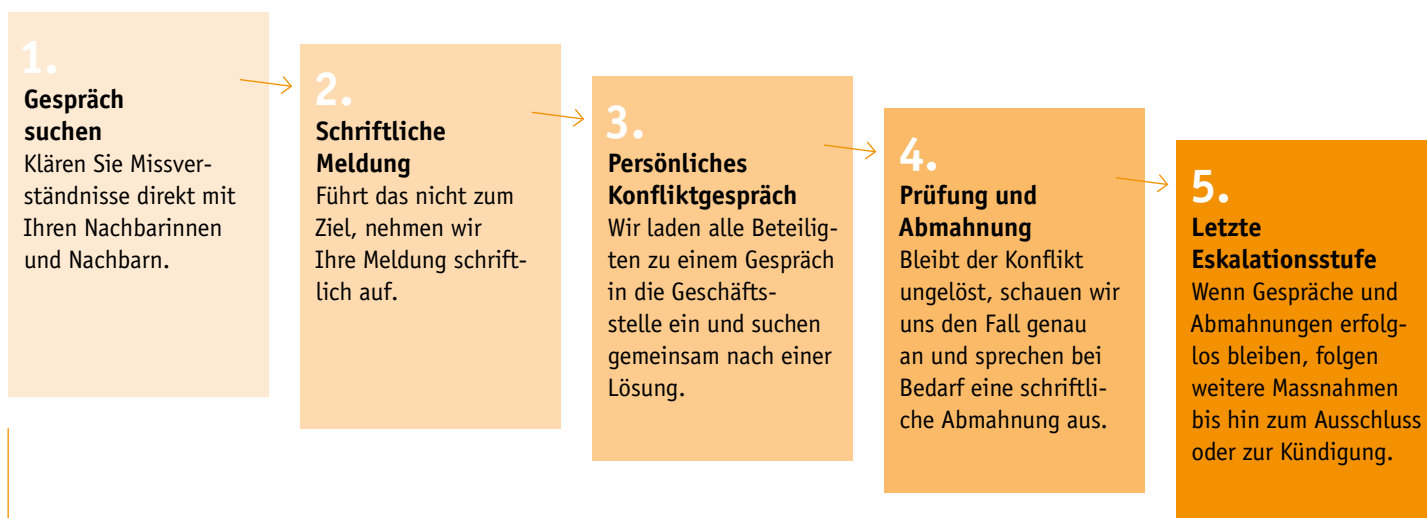 1.
Gespräch
suchen
Klären Sie Missver-
ständnisse direkt mit
Ihren Nachbarinnen
und Nachbarn.
2.
Schriftliche
Meldung
Führt das nicht zum
Ziel, nehmen wir
Ihre Meldung schrift-
lich auf.
3.
Persönliches
Konfliktgespräch
Wir laden alle Beteilig-
ten zu einem Gespräch
in die Geschäfts-
stelle ein und suchen
gemeinsam nach einer
Lösung.
4.
Prüfung und
Abmahnung
Bleibt der Konflikt
ungelöst, schauen wir
uns den Fall genau
an und sprechen bei
Bedarf eine schriftli-
che Abmahnung aus.
5.
Letzte
Eskalationsstufe
Wenn Gespräche und
Abmahnungen erfolg-
los bleiben, folgen
weitere Massnahmen
bis hin zum Ausschluss
oder zur Kündigung.